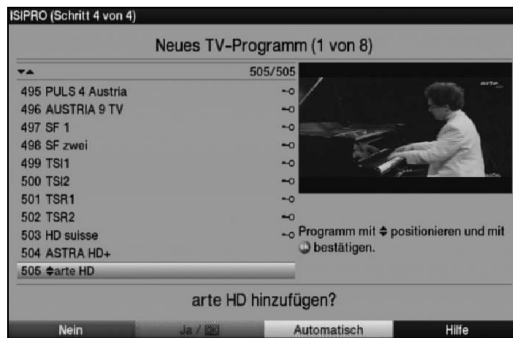 ISIPRO (Schritt 4 von 4)
Neues TV-Programm (1 von 8)
505/505
495 PULS 4 Austria
496 AUSTRIA 9 TV
497 SF 1
498 SF zwei
499 TSI1
500 TSI2
501 TSR1
502 TSR2
503 HD suisse
504 ASTRA HD+
505 arte HD
arte
Programm mit positionieren und mit
bestätigen.
arte HD hinzufügen?
Nein
Ja /
Automatisch
Hilfe